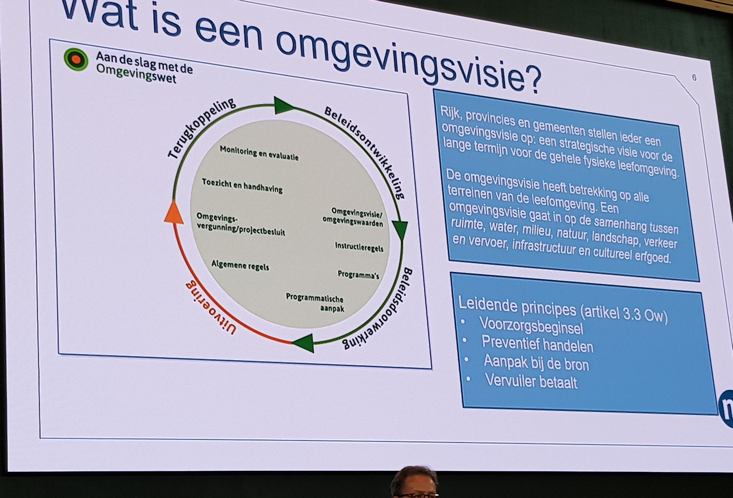 Wat is een omgevingsvisie?
6
Aan de slag met de
Omgevingswet
Terugkoppeling
Beleidsontwikkeling
Monitoring en evaluatie
Toezicht en handhaving
Omgevings-
vergunning/projectbesluit
Algemene regels
Omgevingsvisie/
omgevingswaarden
Instructieregels
Programma's
Programmatische
aanpak
Uitvoering
Beleidsdoorwerking
Rijk, provincies en gemeenten stellen ieder een
omgevingsvisie op: een strategische visie voor de
lange termijn voor de gehele fysieke leefomgeving.
De omgevingsvisie heeft betrekking op alle
terreinen van de leefomgeving. Een
omgevingsvisie gaat in op de samenhang tussen
ruimte, water, milieu, natuur, landschap, verkeer
en vervoer, infrastructuur en cultureel erfgoed.
Leidende principes (artikel 3.3 Ow)
• Voorzorgsbeginsel
• Preventief handelen
• Aanpak bij de bron
• Vervuiler betaalt